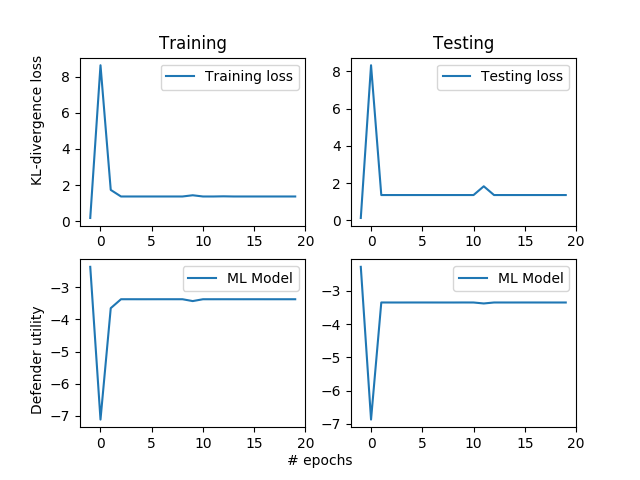 Training
Testing
KL-divergence loss
8
6
4
2
0
Training loss
0 5 10 15 20
8
6
4
2
0
Testing loss
0 5 10 15 20
Defender utility
−3
−4
−5
−6
−7
ML Model
0 5 10 15 20
−3
−4
−5
−6
−7
ML Model
0 5 10 15 20
# epochs